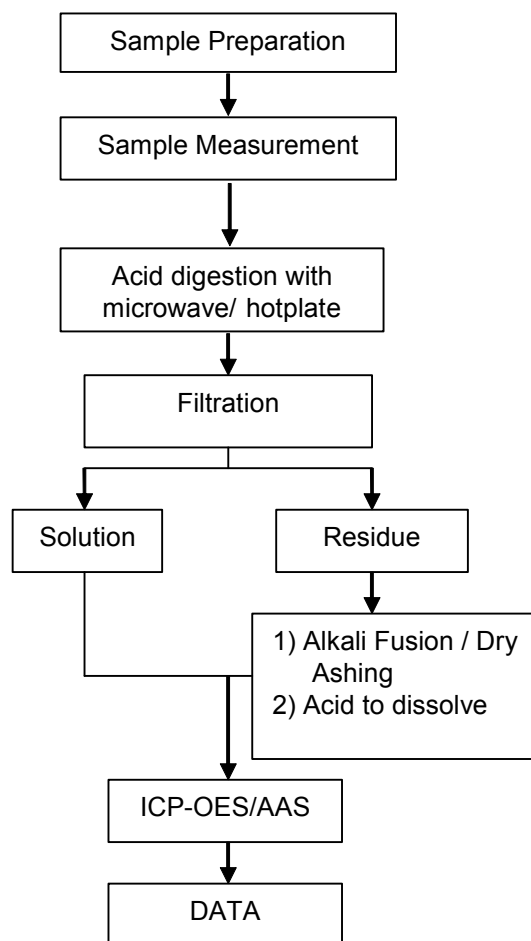 Sample Preparation
Sample Measurement
Acid digestion with
microwave/ hotplate
Filtration
Solution
Residue
1) Alkali Fusion / Dry
Ashing
2) Acid to dissolve
ICP-OES/AAS
DATA